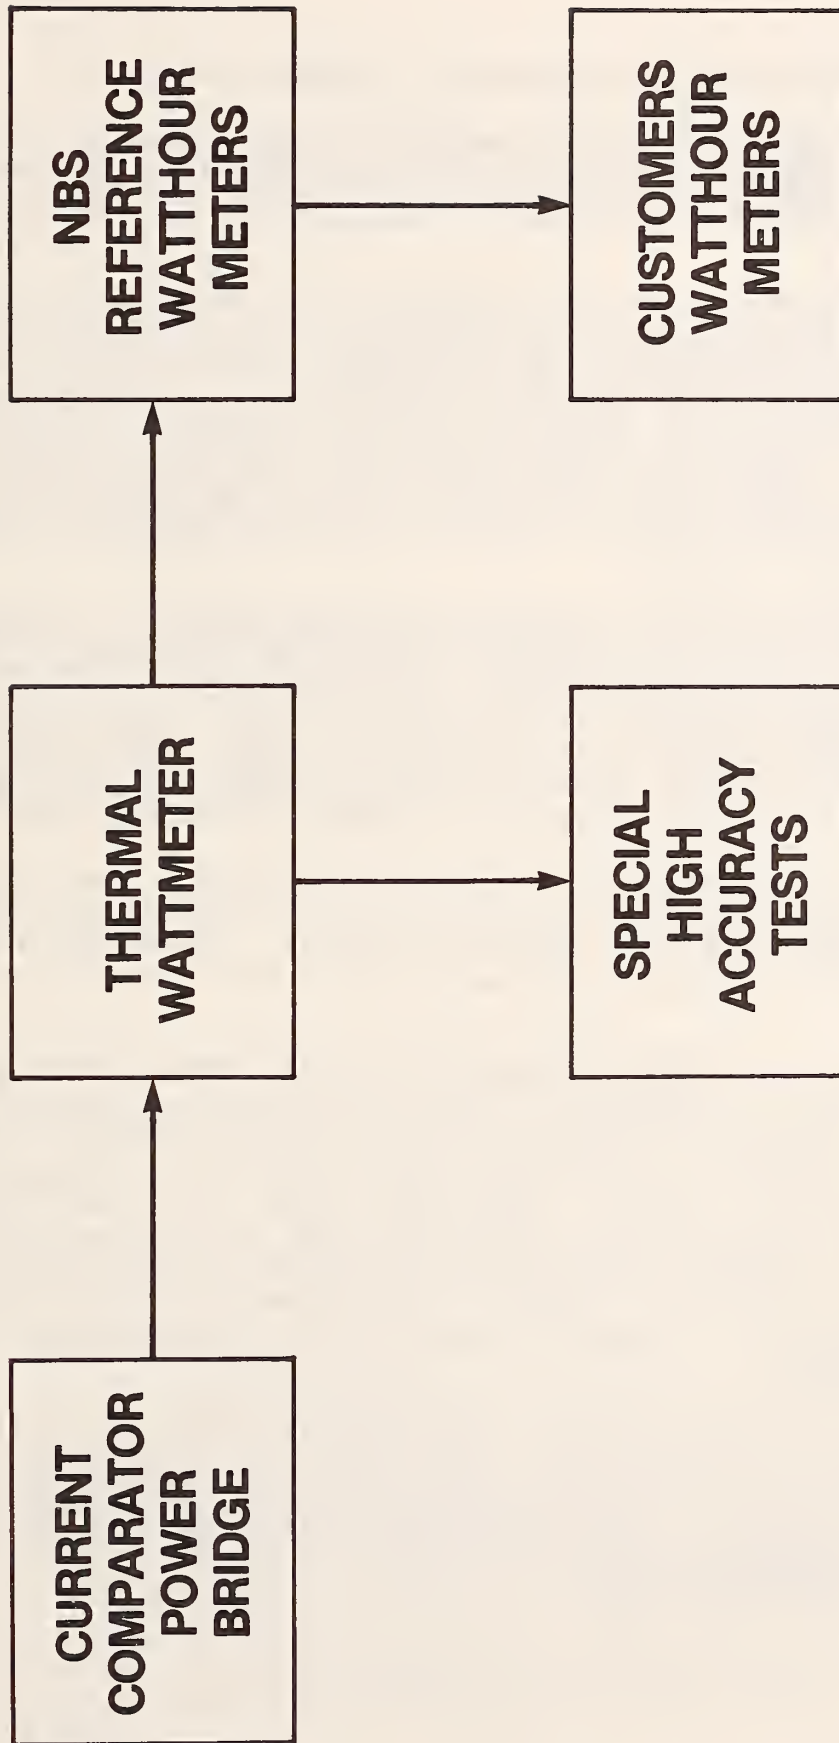 CURRENT
COMPARATOR
POWER
BRIDGE
THERMAL
WATTMETER
NBS
REFERENCE
WATTHOUR
METERS
SPECIAL
HIGH
ACCURACY
TESTS
CUSTOMERS
WATTHOUR
METERS